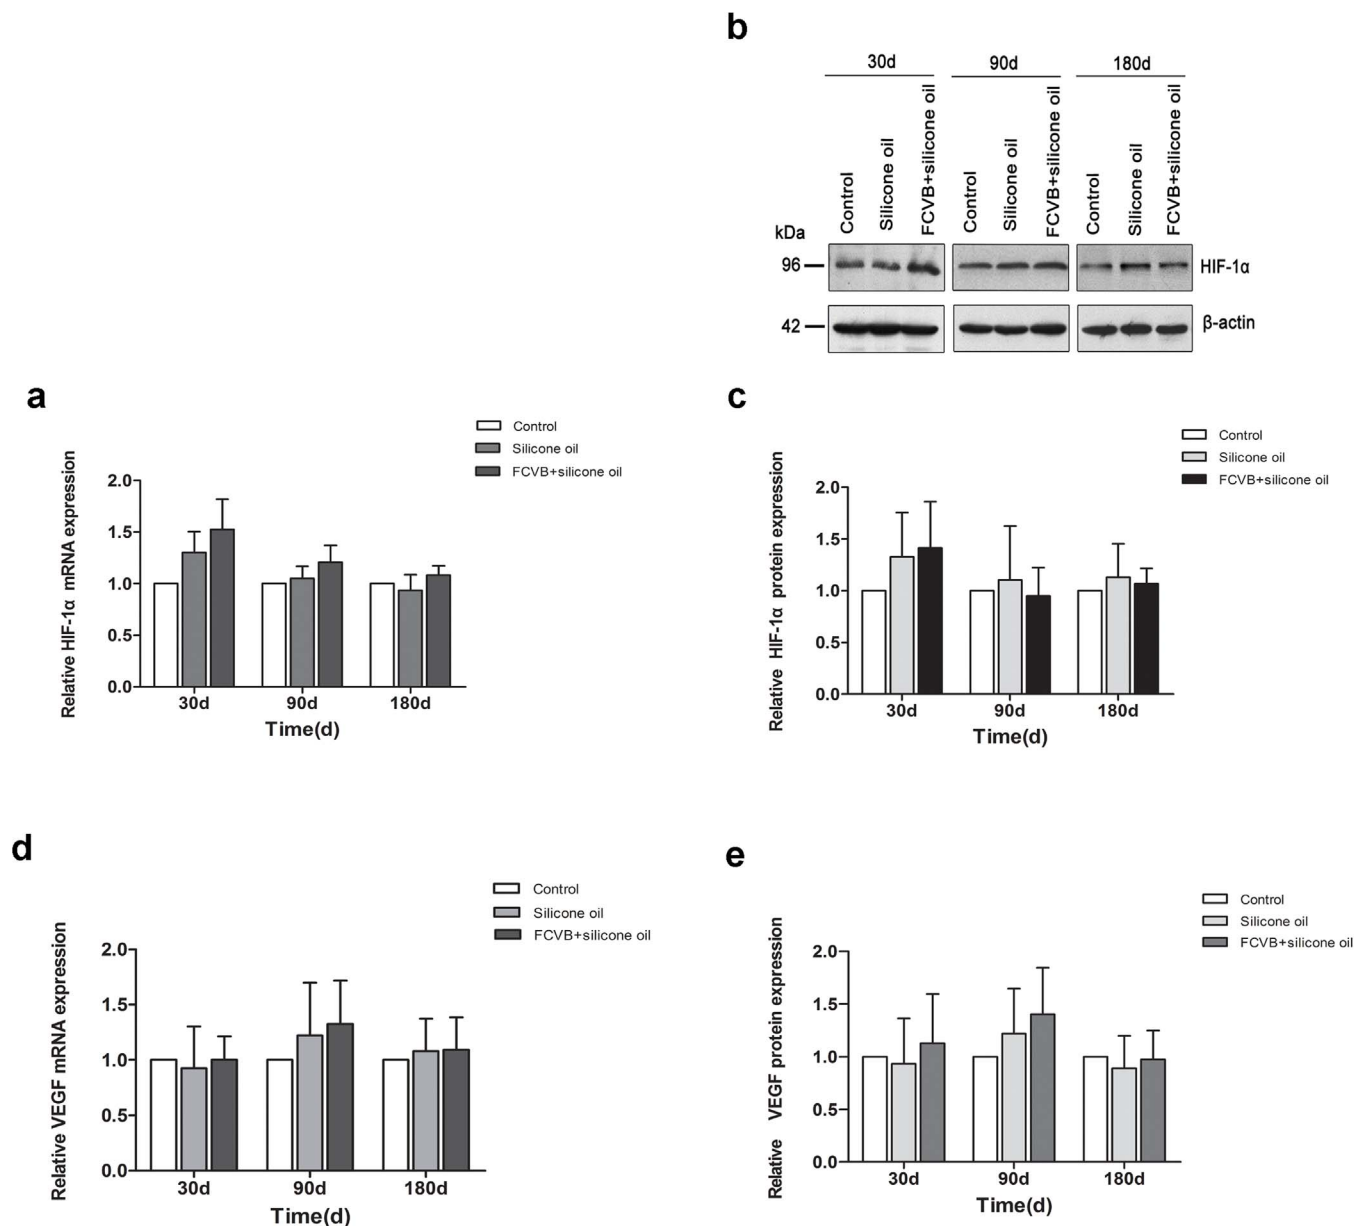 b
30d 90d 180d
Control
Silicone oil
FCVB+silicone oil
Control
Silicone oil
FCVB+silicone oil
Control
Silicone oil
FCVB+silicone oil
kDa
96 HIF-1α
42 β-actin
a
Control
Silicone oil
FCVB+silicone oil
Relative HIF-1α mRNA expression
2.0
1.5
1.0
0.5
0.0
30d 90d 180d
Time(d)
c
Control
Silicone oil
FCVB+silicone oil
Relative HIF-1α protein expression
2.0
1.5
1.0
0.5
0.0
30d 90d 180d
Time(d)
d
Control
Silicone oil
FCVB+silicone oil
Relative VEGF mRNA expression
2.0
1.5
1.0
0.5
0.0
30d 90d 180d
Time(d)
e
Control
Silicone oil
FCVB+silicone oil
Relative VEGF protein expression
2.0
1.5
1.0
0.5
0.0
30d 90d 180d
Time(d)